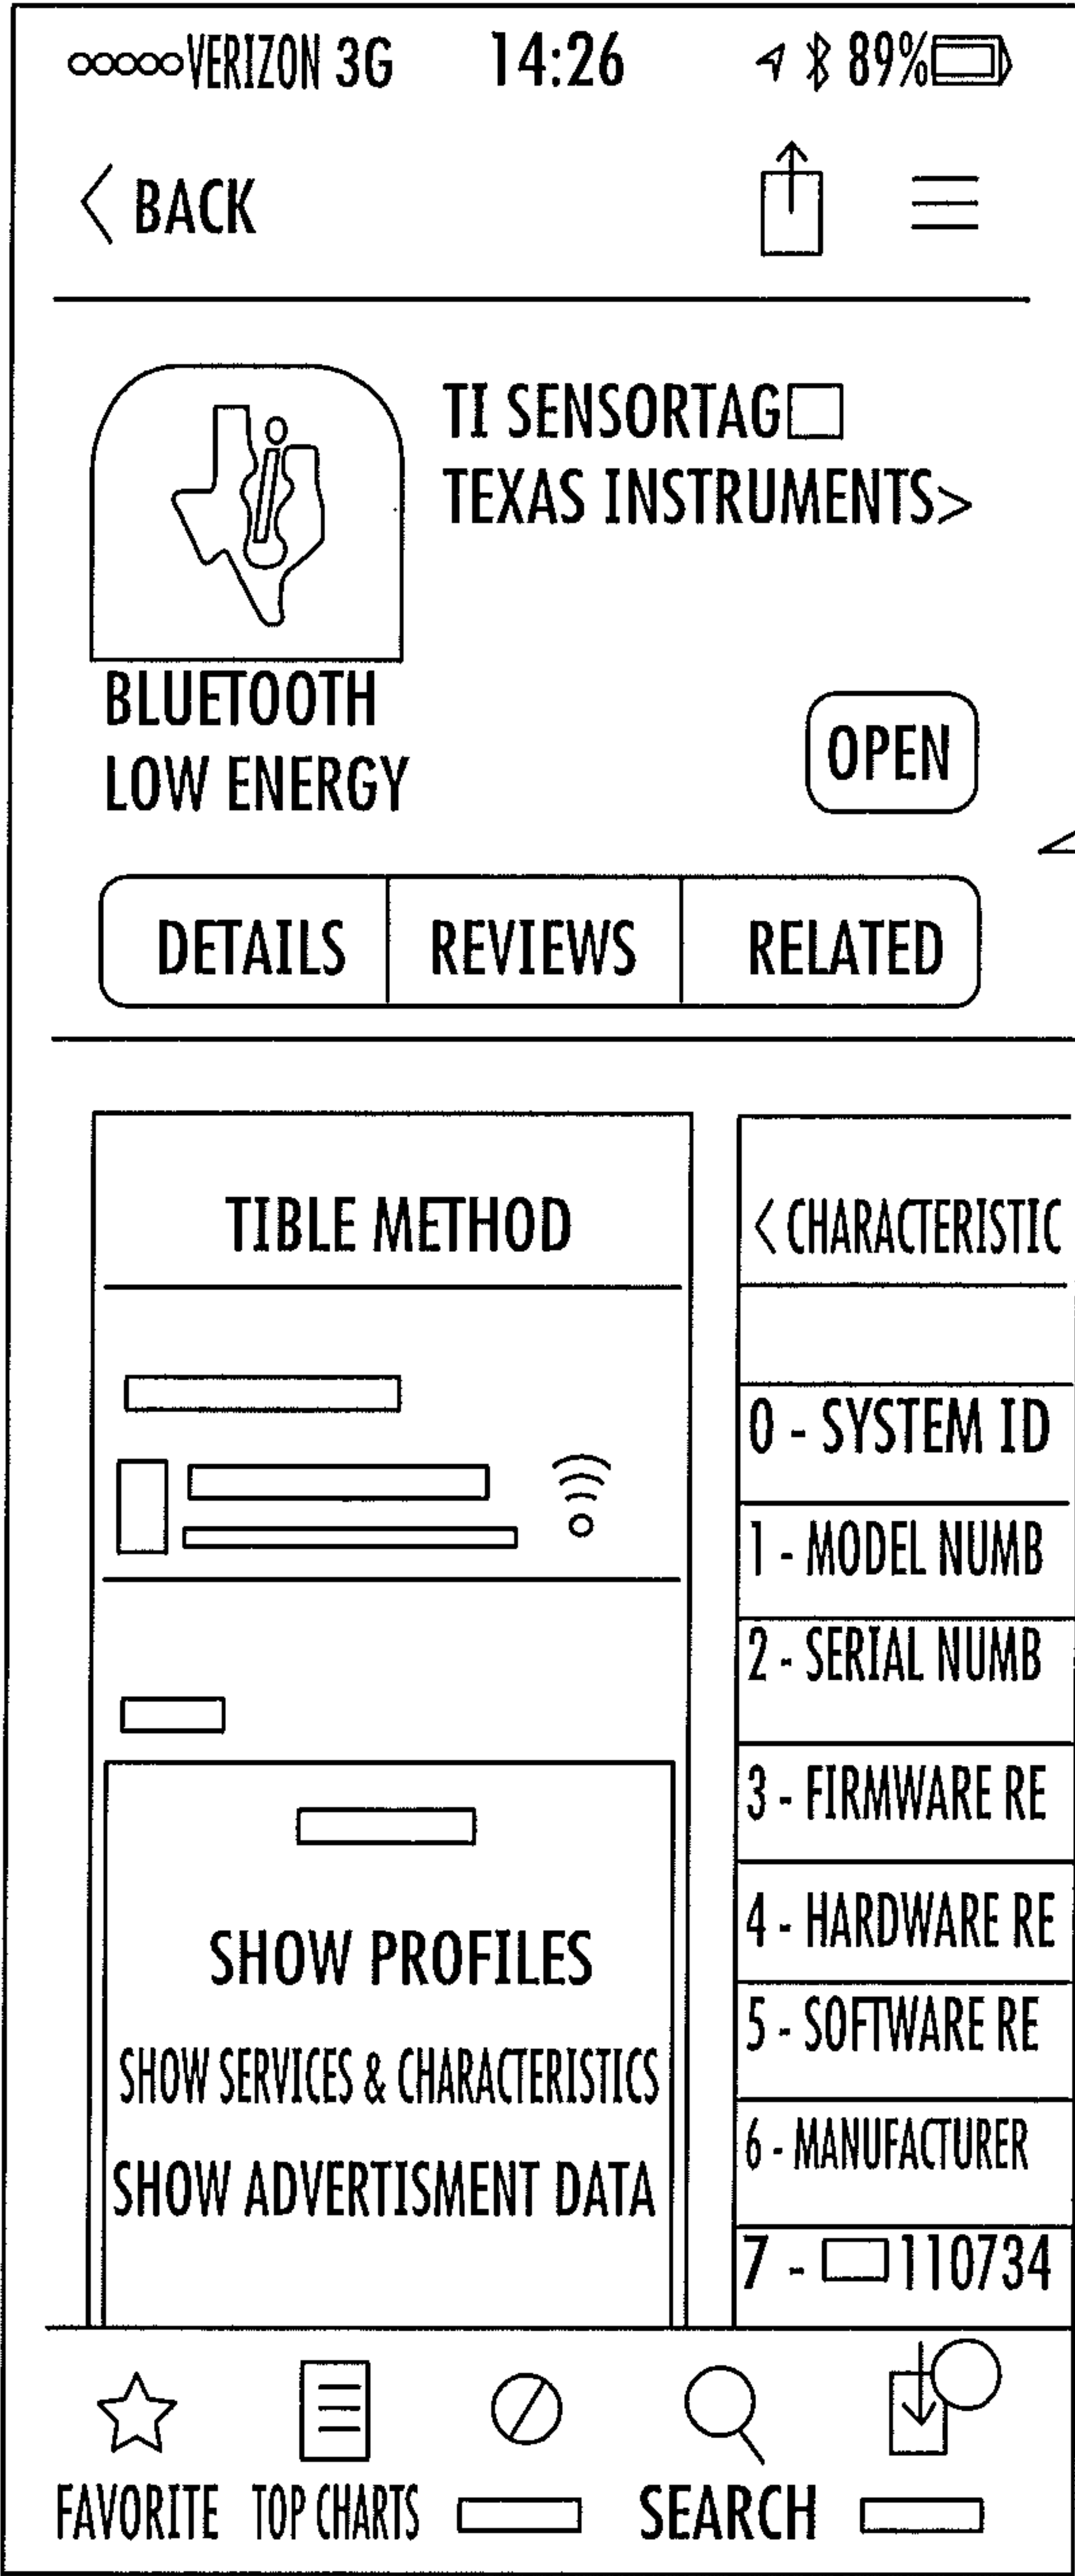 VERIZON 3G 14:26 89%
< BACK
TI SENSORTAG
TEXAS INSTRUMENTS>
BLUETOOTH
LOW ENERGY
OPEN
DETAILS REVIEWS RELATED
TIBLE METHOD
SHOW PROFILES
SHOW SERVICES & CHARACTERISTICS
SHOW ADVERTISMENT DATA
< CHARACTERISTIC
0 - SYSTEM ID
1 - MODEL NUMB
2 - SERIAL NUMB
3 - FIRMWARE RE
4 - HARDWARE RE
5 - SOFTWARE RE
6 - MANUFACTURER
7 - 110734
FAVORITE TOP CHARTS SEARCH